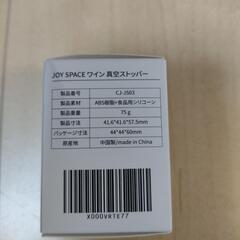 JOY SPACE ワイン 真空ストッパー
製品番号 CJ-JS03
製品素材 ABS樹脂+食品用シリコーン
製品重量 75 g
製品寸法 41.6*41.6*57.5mm
パッケージ寸法 44*44*60mm
原産地 中国製/made in China
X000VRTE77